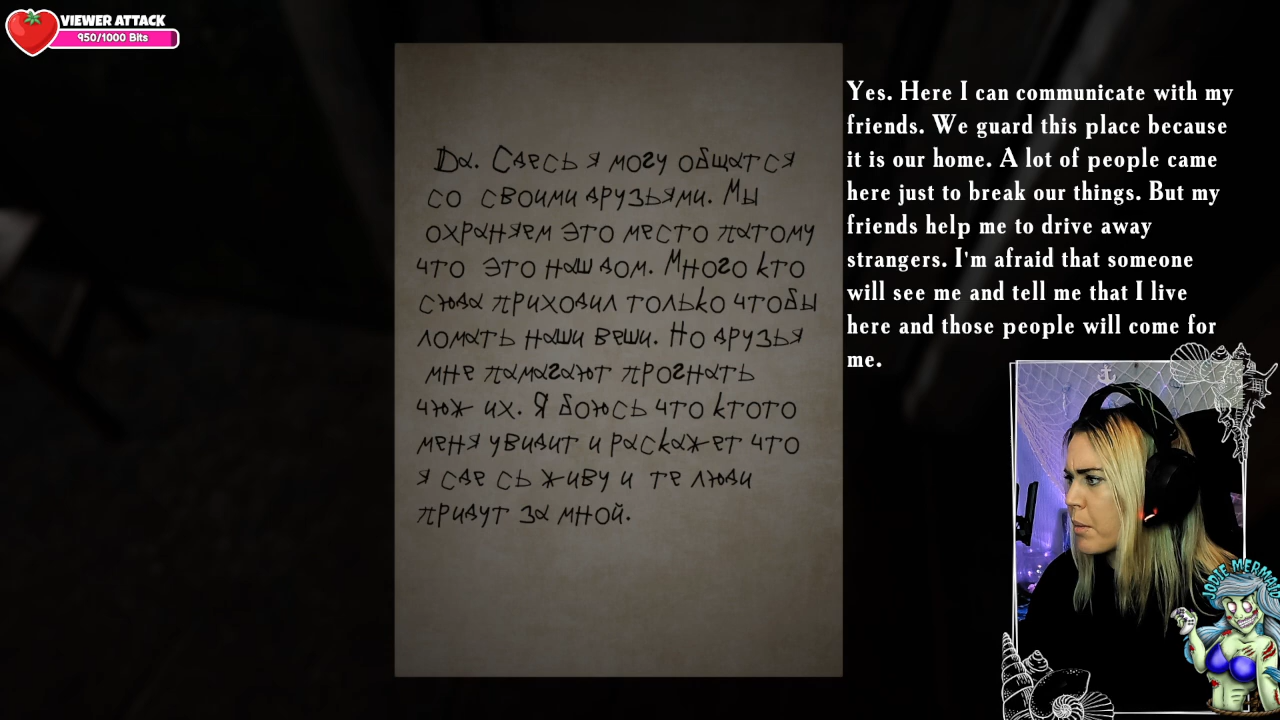 VIEWER ATTACK
950/1000 Bits
Да. Сдесь я могу общатся
со своими друзьями. Мы
охраняем это место патому
что это наш дом. Много кто
сюда приходил только чтобы
ломать наши веши. Но друзья
мне памагают прогнать
чюж их. Я боюсь что ктото
меня увидит и раскажет что
я сде сь живу и те люди
придут за мной.
Yes. Here I can communicate with my
friends. We guard this place because
it is our home. A lot of people came
here just to break our things. But my
friends help me to drive away
strangers. I'm afraid that someone
will see me and tell me that I live
here and those people will come for
me.
JODIE MERMAID